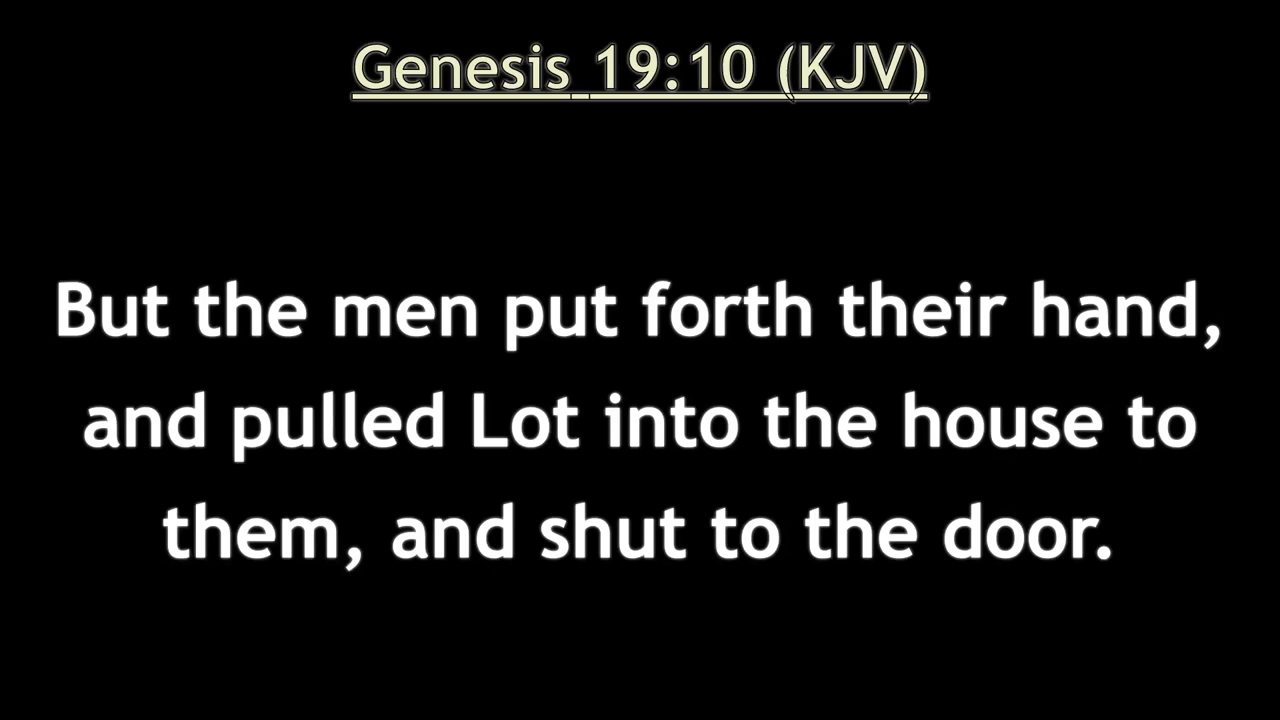 Genesis 19:10 (KJV)
But the men put forth their hand,
and pulled Lot into the house to
them, and shut to the door.